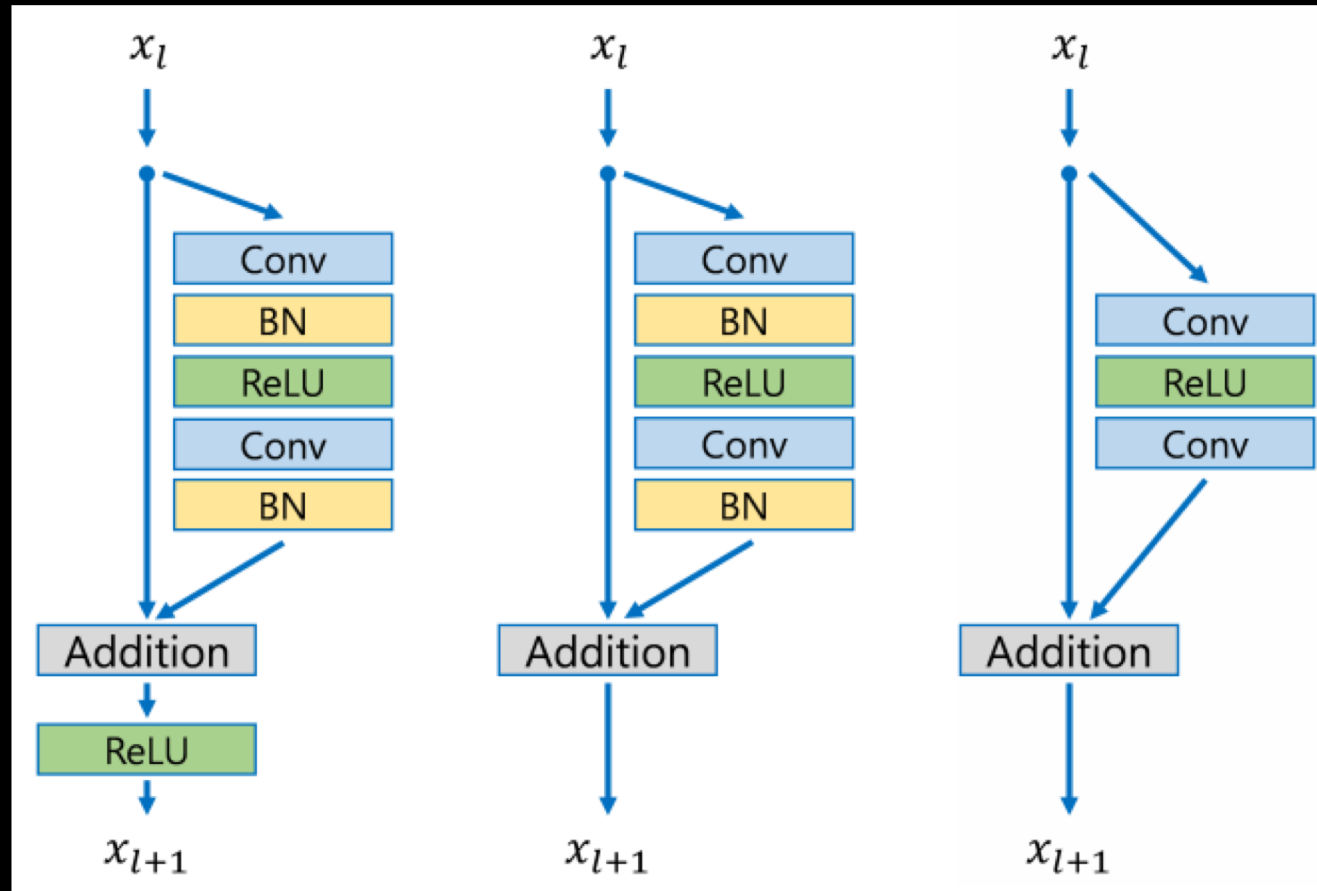 x_l
Conv
BN
ReLU
Conv
BN
Addition
ReLU
x_{l+1}
x_l
Conv
BN
ReLU
Conv
BN
Addition
x_{l+1}
x_l
Conv
ReLU
Conv
Addition
x_{l+1}